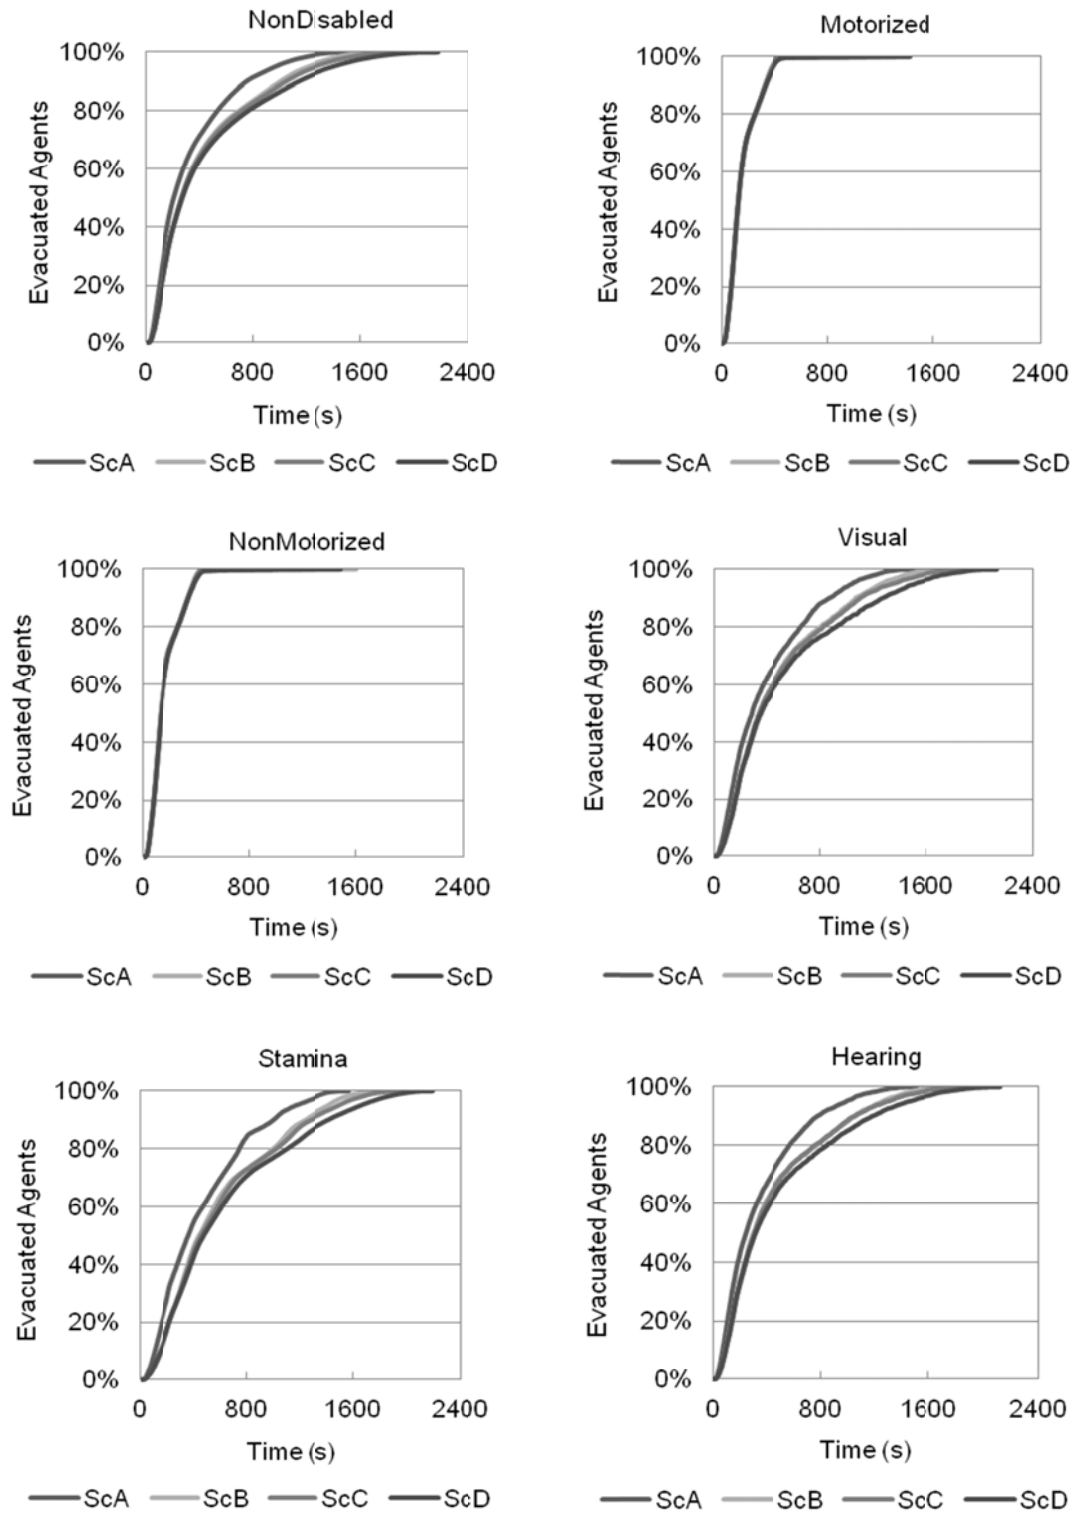 NonDisabled
100%
80%
60%
40%
20%
0%
Evacuated Agents
0 800 1600 2400
Time (s)
ScA ScB ScC ScD
Motorized
100%
80%
60%
40%
20%
0%
Evacuated Agents
0 800 1600 2400
Time (s)
ScA ScB ScC ScD
NonMotorized
100%
80%
60%
40%
20%
0%
Evacuated Agents
0 800 1600 2400
Time (s)
ScA ScB ScC ScD
Visual
100%
80%
60%
40%
20%
0%
Evacuated Agents
0 800 1600 2400
Time (s)
ScA ScB ScC ScD
Stamina
100%
80%
60%
40%
20%
0%
Evacuated Agents
0 800 1600 2400
Time (s)
ScA ScB ScC ScD
Hearing
100%
80%
60%
40%
20%
0%
Evacuated Agents
0 800 1600 2400
Time (s)
ScA ScB ScC ScD